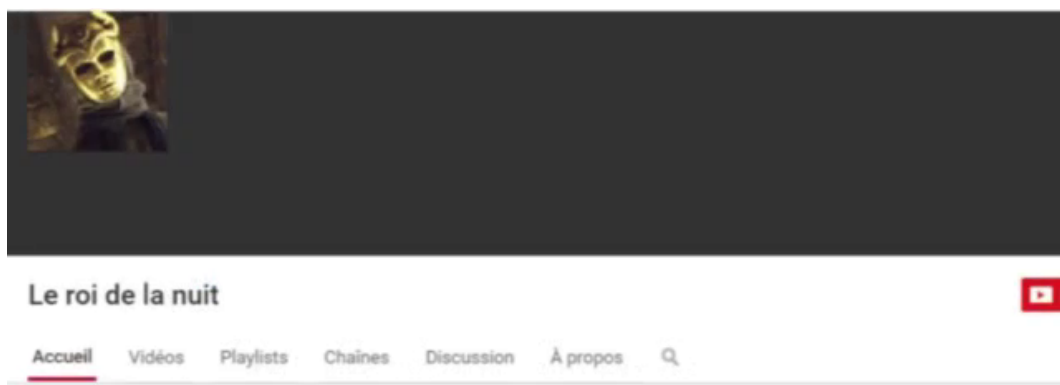 Le roi de la nuit
Accueil Vidéos Playlists Chaînes Discussion À propos